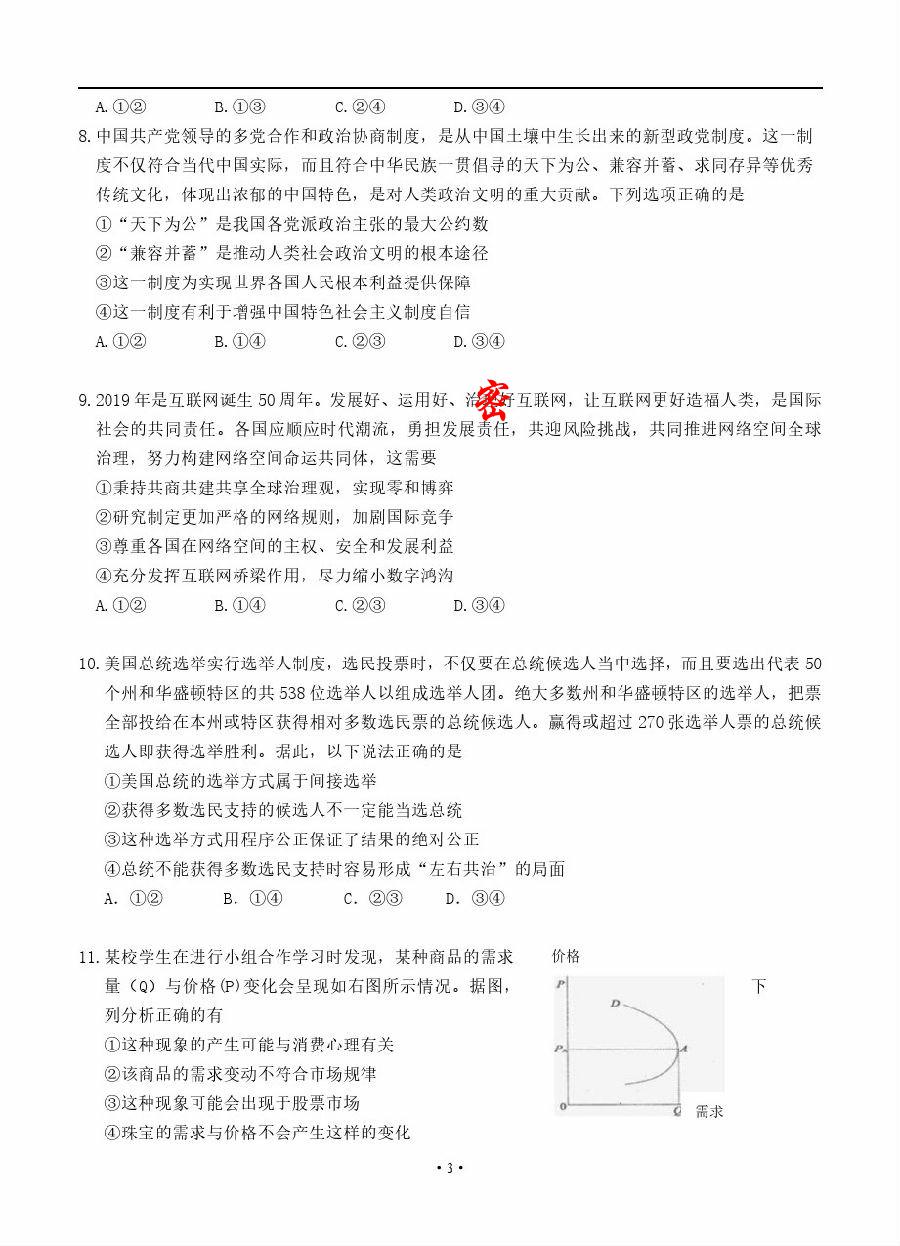 A.①② B.①③ C.②④ D.③④
8.中国共产党领导的多党合作和政治协商制度，是从中国土壤中生长出来的新型政党制度。这一制
度不仅符合当代中国实际，而且符合中华民族一贯倡导的天下为公、兼容并蓄、求同存异等优秀
传统文化，体现出浓郁的中国特色，是对人类政治文明的重大贡献。下列选项正确的是
①“天下为公”是我国各党派政治主张的最大公约数
②“兼容并蓄”是推动人类社会政治文明的根本途径
③这一制度为实现世界各国人民根本利益提供保障
④这一制度有利于增强中国特色社会主义制度自信
A.①② B.①④ C.②③ D.③④
9.2019年是互联网诞生50周年。发展好、运用好、治 好互联网，让互联网更好造福人类，是国际
密
社会的共同责任。各国应顺应时代潮流，勇担发展责任，共迎风险挑战，共同推进网络空间全球
治理，努力构建网络空间命运共同体，这需要
①秉持共商共建共享全球治理观，实现零和博弈
②研究制定更加严格的网络规则，加剧国际竞争
③尊重各国在网络空间的主权、安全和发展利益
④充分发挥互联网桥梁作用，尽力缩小数字鸿沟
A.①② B.①④ C.②③ D.③④
10.美国总统选举实行选举人制度，选民投票时，不仅要在总统候选人当中选择，而且要选出代表50
个州和华盛顿特区的共538位选举人以组成选举人团。绝大多数州和华盛顿特区的选举人，把票
全部投给在本州或特区获得相对多数选民票的总统候选人。赢得或超过270张选举人票的总统候
选人即获得选举胜利。据此，以下说法正确的是
①美国总统的选举方式属于间接选举
②获得多数选民支持的候选人不一定能当选总统
③这种选举方式用程序公正保证了结果的绝对公正
④总统不能获得多数选民支持时容易形成“左右共治”的局面
A. ①② B. ①④ C. ②③ D. ③④
11.某校学生在进行小组合作学习时发现，某种商品的需求
量（Q）与价格(P)变化会呈现如右图所示情况。据图， 下
列分析正确的有
①这种现象的产生可能与消费心理有关
②该商品的需求变动不符合市场规律
③这种现象可能会出现于股票市场
④珠宝的需求与价格不会产生这样的变化
价格
P
D
A
0
Q 需求
·3·